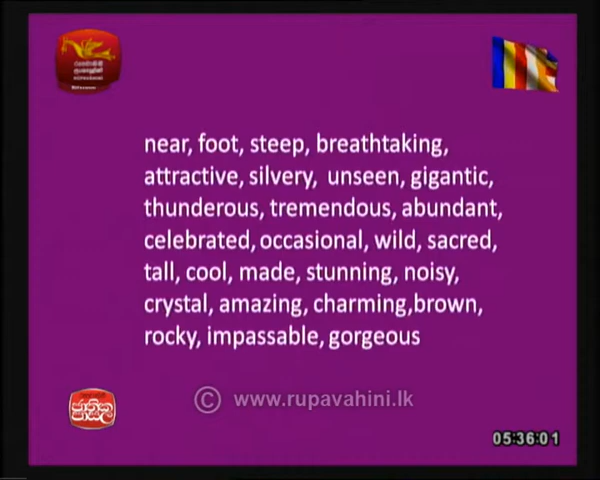 near, foot, steep, breathtaking,
attractive, silvery, unseen, gigantic,
thunderous, tremendous, abundant,
celebrated, occasional, wild, sacred,
tall, cool, made, stunning, noisy,
crystal, amazing, charming,brown,
rocky, impassable, gorgeous
© www.rupavahini.lk
05:36:01